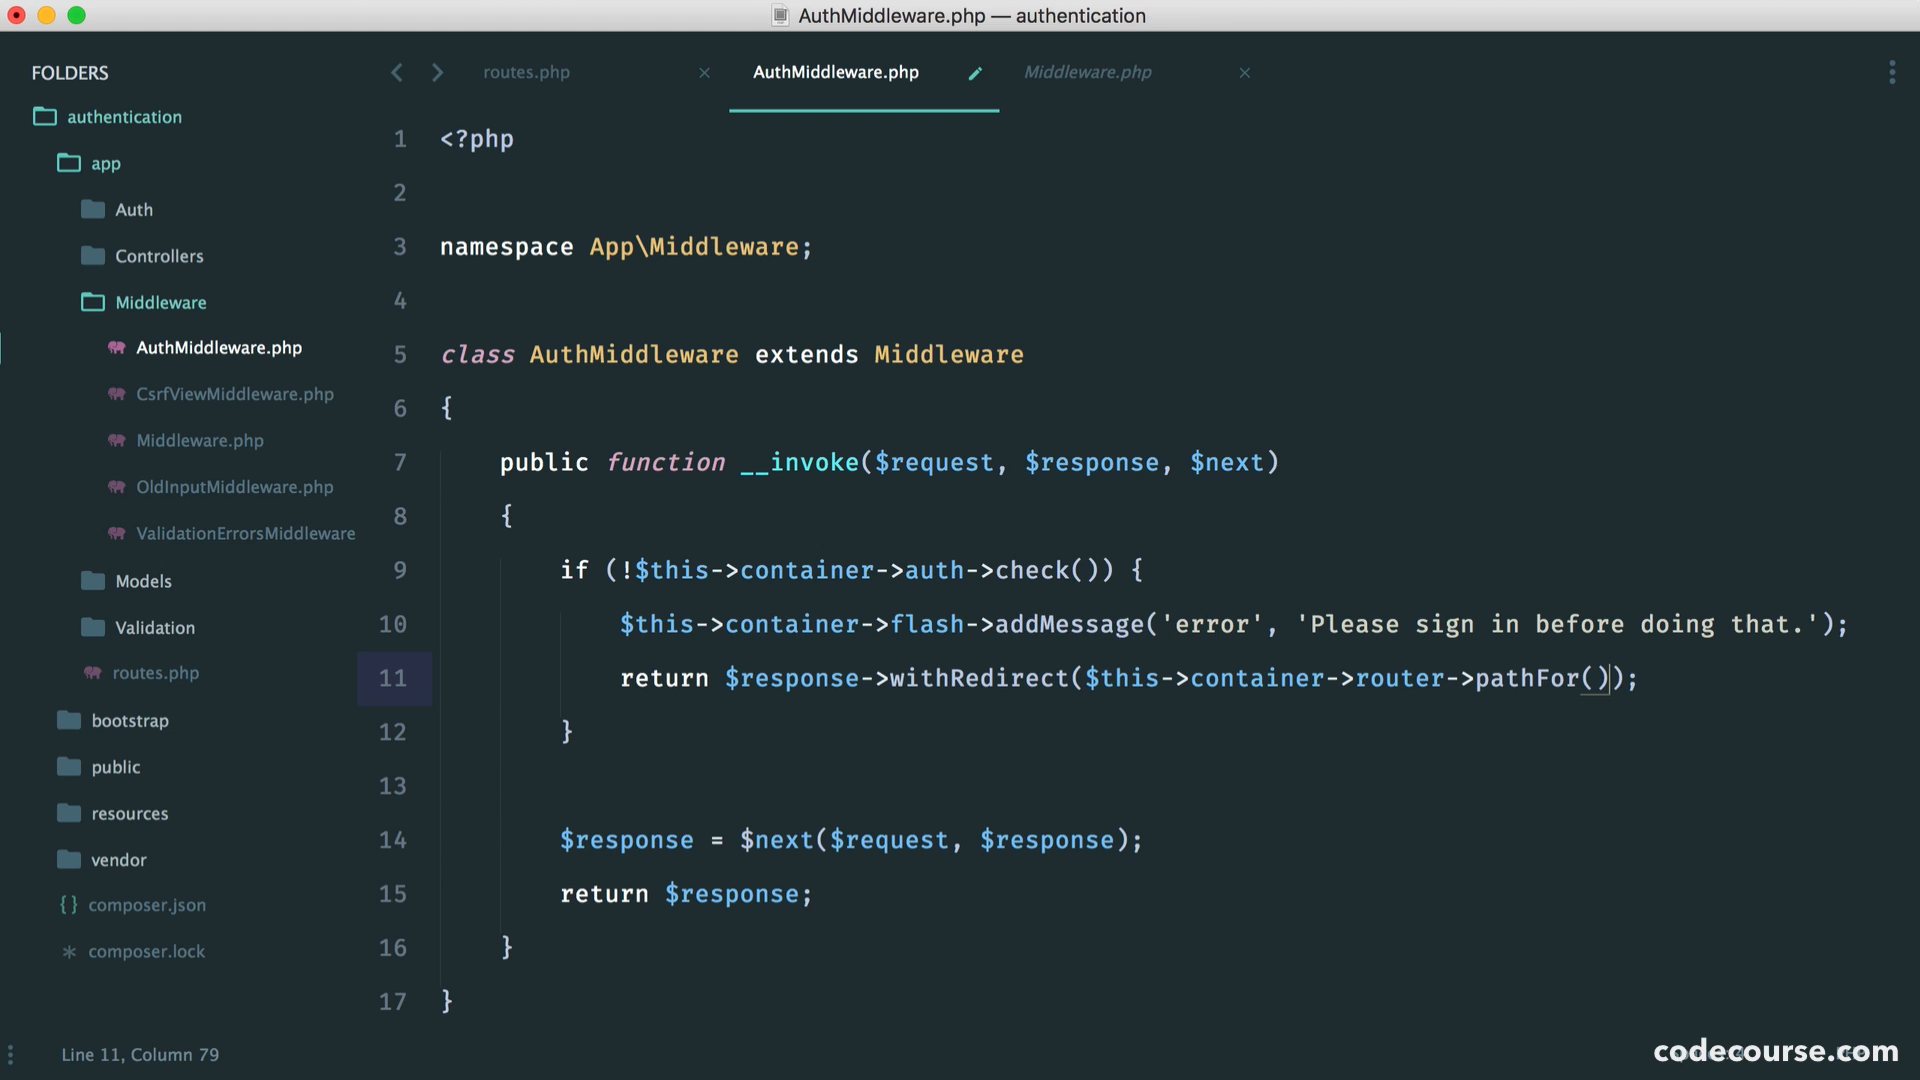 AuthMiddleware.php — authentication
FOLDERS
authentication
app
Auth
Controllers
Middleware
AuthMiddleware.php
CsrfViewMiddleware.php
Middleware.php
OldInputMiddleware.php
ValidationErrorsMiddleware
Models
Validation
routes.php
bootstrap
public
resources
vendor
{} composer.json
* composer.lock
routes.php × AuthMiddleware.php Middleware.php ×
1 <?php
2
3 namespace App\Middleware;
4
5 class AuthMiddleware extends Middleware
6 {
7 public function __invoke($request, $response, $next)
8 {
9 if (!$this->container->auth->check()) {
10 $this->container->flash->addMessage('error', 'Please sign in before doing that.');
11 return $response->withRedirect($this->container->router->pathFor());
12 }
13
14 $response = $next($request, $response);
15 return $response;
16 }
17 }
Line 11, Column 79
codecourse.com